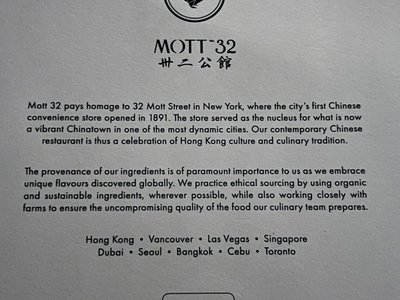 MOTT 32
卅二公館
Mott 32 pays homage to 32 Mott Street in New York, where the city's first Chinese
convenience store opened in 1891. The store served as the nucleus for what is now
a vibrant Chinatown in one of the most dynamic cities. Our contemporary Chinese
restaurant is thus a celebration of Hong Kong culture and culinary tradition.
The provenance of our ingredients is of paramount importance to us as we embrace
unique flavours discovered globally. We practice ethical sourcing by using organic
and sustainable ingredients, wherever possible, while also working closely with
farms to ensure the uncompromising quality of the food our culinary team prepares.
Hong Kong • Vancouver • Las Vegas • Singapore
Dubai • Seoul • Bangkok • Cebu • Toronto